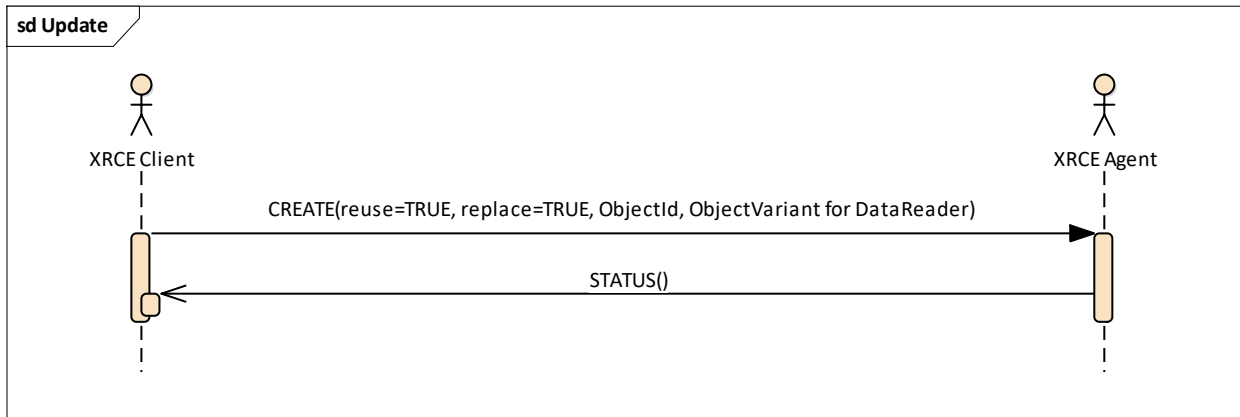 sd Update
XRCE Client
XRCE Agent
CREATE(reuse=TRUE, replace=TRUE, ObjectId, ObjectVariant for DataReader)
STATUS()